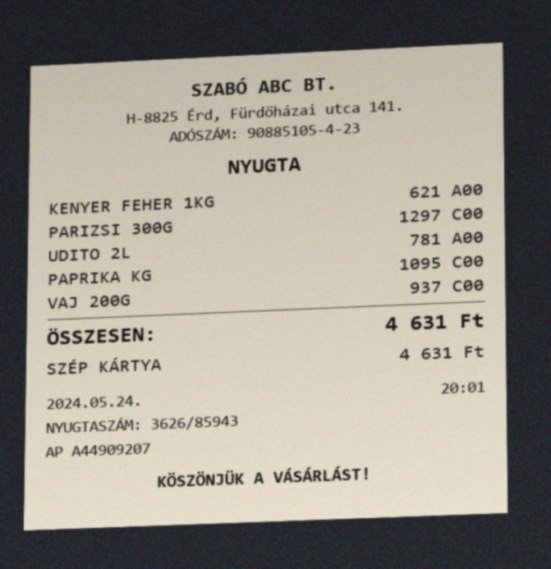 SZABÓ ABC BT.
H-8825 Érd, Fürdőházai utca 141.
ADÓSZÁM: 90885105-4-23
NYUGTA
KENYER FEHER 1KG 621 A00
PARIZSI 300G 1297 C00
UDITO 2L 781 A00
PAPRIKA KG 1095 C00
VAJ 200G 937 C00
ÖSSZESEN: 4 631 Ft
SZÉP KÁRTYA 4 631 Ft
2024.05.24. 20:01
NYUGTASZÁM: 3626/85943
AP A44909207
KÖSZÖNJÜK A VÁSÁRLÁST!